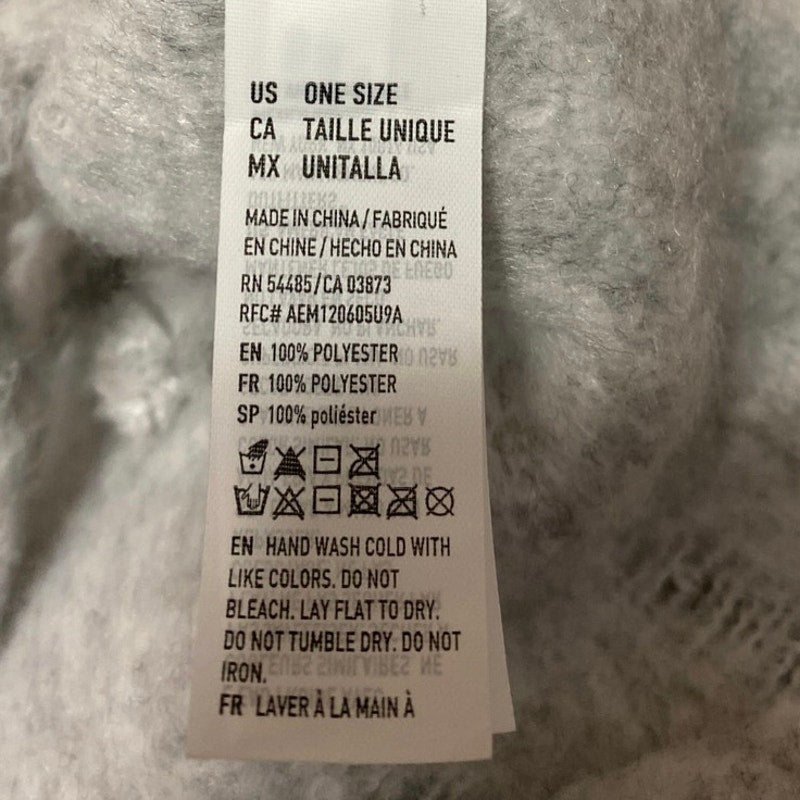 US ONE SIZE
CA TAILLE UNIQUE
MX UNITALLA
MADE IN CHINA / FABRIQUÉ
EN CHINE / HECHO EN CHINA
RN 54485/CA 03873
RFC# AEM120605U9A
EN 100% POLYESTER
FR 100% POLYESTER
SP 100% poliéster
EN HAND WASH COLD WITH
LIKE COLORS. DO NOT
BLEACH. LAY FLAT TO DRY.
DO NOT TUMBLE DRY. DO NOT
IRON.
FR LAVER À LA MAIN À